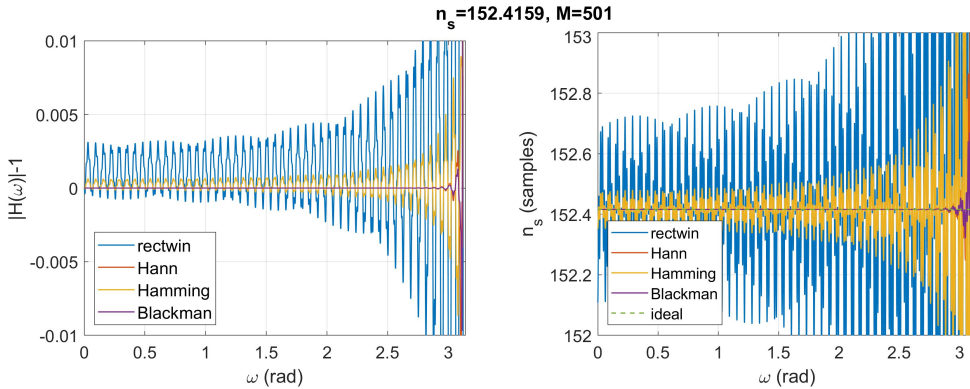 n_s=152.4159, M=501
|H(ω)|-1
0.01
0.005
0
-0.005
-0.01
rectwin
Hann
Hamming
Blackman
0 0.5 1 1.5 2 2.5 3
ω (rad)
n_s (samples)
153
152.8
152.6
152.4
152.2
152
rectwin
Hann
Hamming
Blackman
ideal
0 0.5 1 1.5 2 2.5 3
ω (rad)